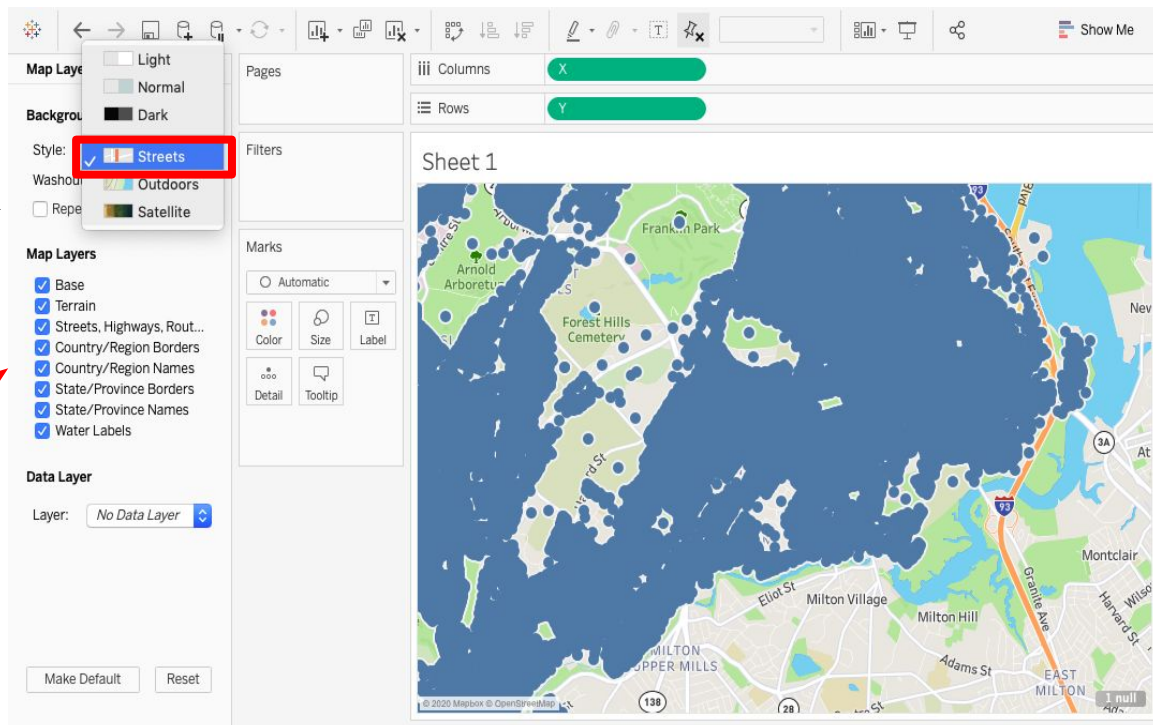 Show Me
Map Laye
Light
Normal
Dark
Backgrou
Style:
Streets
Washou
Outdoors
Repe
Satellite
Map Layers
Base
Terrain
Streets, Highways, Rout...
Country/Region Borders
Country/Region Names
State/Province Borders
State/Province Names
Water Labels
Data Layer
Layer: No Data Layer
Make Default Reset
Pages
Filters
Marks
Automatic
Color Size Label
Detail Tooltip
iii Columns X
Rows Y
Sheet 1
93
Blvd
Franklin Park
Arnold
Arboretu
Forest Hills
Cemetery
New
3A
At
93
Montclair
Eliot St
Milton Village
Granite Ave
Milton Hill
Harvard St
Wilso
MILTON
UPPER MILLS
Adams St
EAST
MILTON
1 null
138
28
© 2020 Mapbox © OpenStreetMap